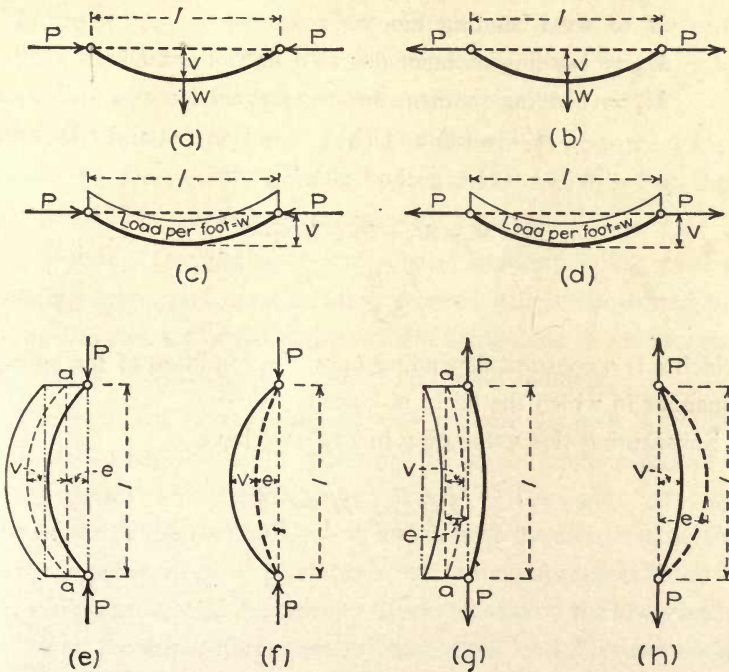 l l
P P P P
v v
W W
(a) (b)
l l
P P P P
Load per foot=w v Load per foot=w v
(c) (d)
P P P P
a a
v e v e l v e l v e l
a a
P P P P
(e) (f) (g) (h)